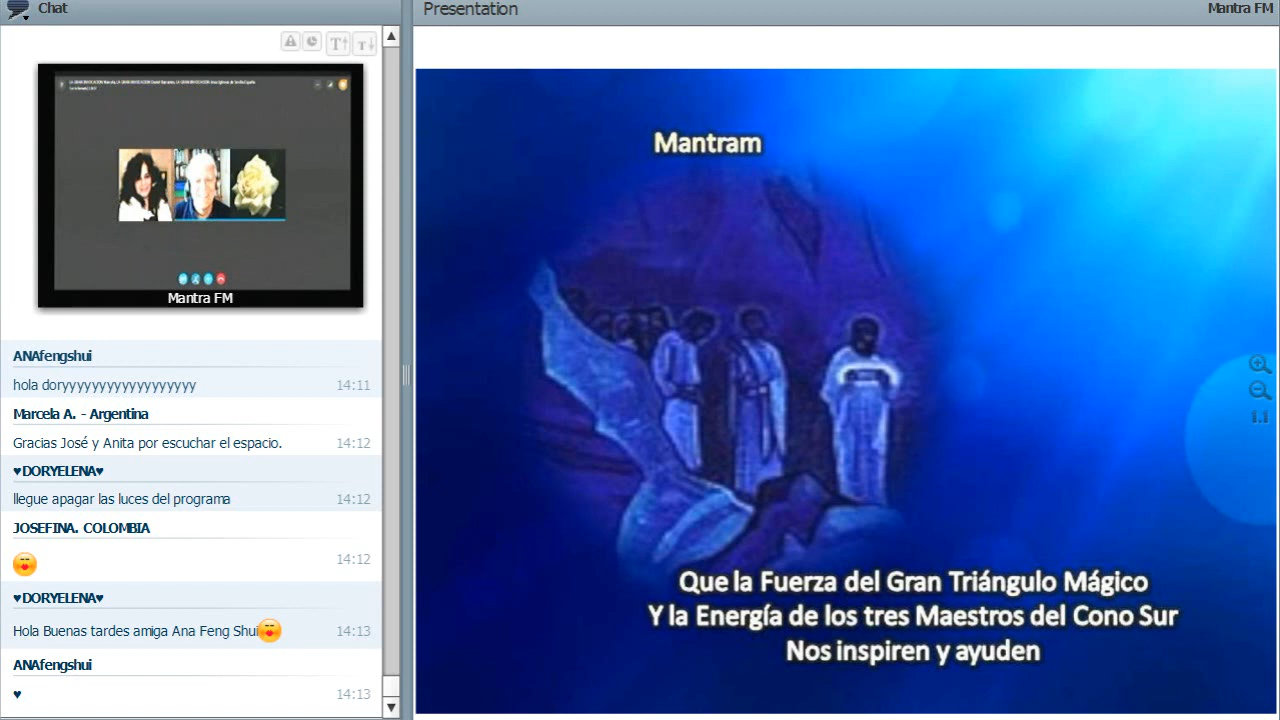 Chat
Presentation
Mantra FM
Mantra FM
ANAfengshui
hola doryyyyyyyyyyyyyyyyyy
14:11
Marcela A. - Argentina
Gracias José y Anita por escuchar el espacio.
14:12
♥DORYELENA♥
llegue apagar las luces del programa
14:12
JOSEFINA. COLOMBIA
14:12
♥DORYELENA♥
Hola Buenas tardes amiga Ana Feng Shui
14:13
ANAfengshui
♥
14:13
Mantram
Que la Fuerza del Gran Triángulo Mágico
Y la Energía de los tres Maestros del Cono Sur
Nos inspiren y ayuden
1.1